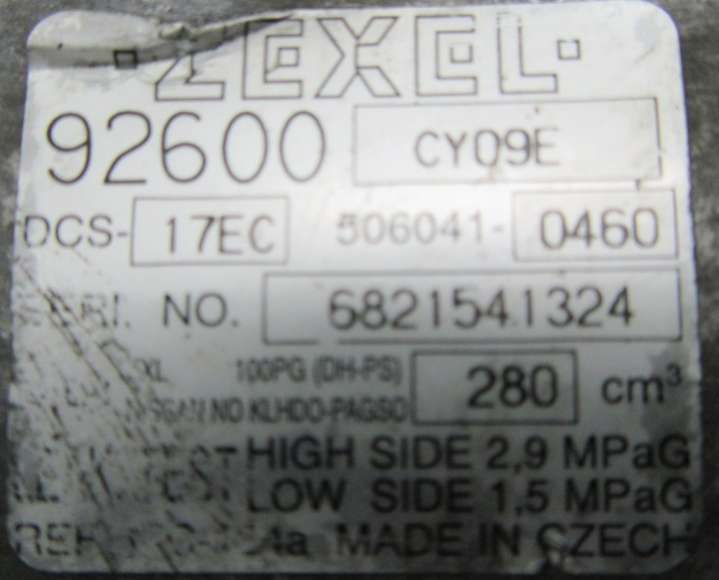 ZEXEL
92600 CY09E
DCS- 17EC 506041- 0460
NO. 6821541324
100PG (DH-PS) 280 cm³
NO KLHDO-PAGSO
HIGH SIDE 2,9 MPaG
LOW SIDE 1,5 MPaG
MADE IN CZECH